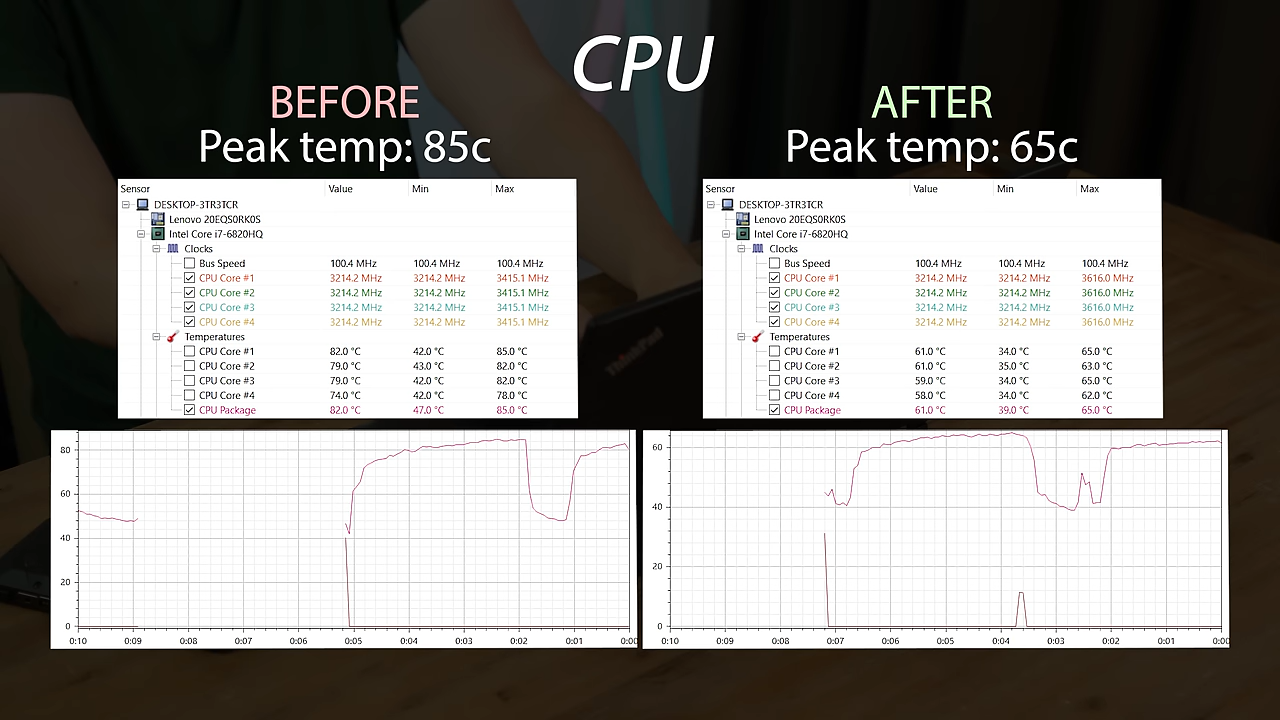 CPU
BEFORE
Peak temp: 85c
Sensor Value Min Max
DESKTOP-3TR3TCR
Lenovo 20EQS0RK0S
Intel Core i7-6820HQ
Clocks
Bus Speed 100.4 MHz 100.4 MHz 100.4 MHz
CPU Core #1 3214.2 MHz 3214.2 MHz 3415.1 MHz
CPU Core #2 3214.2 MHz 3214.2 MHz 3415.1 MHz
CPU Core #3 3214.2 MHz 3214.2 MHz 3415.1 MHz
CPU Core #4 3214.2 MHz 3214.2 MHz 3415.1 MHz
Temperatures
CPU Core #1 82.0 °C 42.0 °C 85.0 °C
CPU Core #2 79.0 °C 43.0 °C 82.0 °C
CPU Core #3 79.0 °C 42.0 °C 82.0 °C
CPU Core #4 74.0 °C 42.0 °C 78.0 °C
CPU Package 82.0 °C 47.0 °C 85.0 °C
80
60
40
20
0
0:10 0:09 0:08 0:07 0:06 0:05 0:04 0:03 0:02 0:01 0:00
AFTER
Peak temp: 65c
Sensor Value Min Max
DESKTOP-3TR3TCR
Lenovo 20EQS0RK0S
Intel Core i7-6820HQ
Clocks
Bus Speed 100.4 MHz 100.4 MHz 100.4 MHz
CPU Core #1 3214.2 MHz 3214.2 MHz 3616.0 MHz
CPU Core #2 3214.2 MHz 3214.2 MHz 3616.0 MHz
CPU Core #3 3214.2 MHz 3214.2 MHz 3616.0 MHz
CPU Core #4 3214.2 MHz 3214.2 MHz 3616.0 MHz
Temperatures
CPU Core #1 61.0 °C 34.0 °C 65.0 °C
CPU Core #2 61.0 °C 35.0 °C 63.0 °C
CPU Core #3 59.0 °C 34.0 °C 65.0 °C
CPU Core #4 58.0 °C 34.0 °C 62.0 °C
CPU Package 61.0 °C 39.0 °C 65.0 °C
60
40
20
0
0:10 0:09 0:08 0:07 0:06 0:05 0:04 0:03 0:02 0:01 0:00
ThinkPad